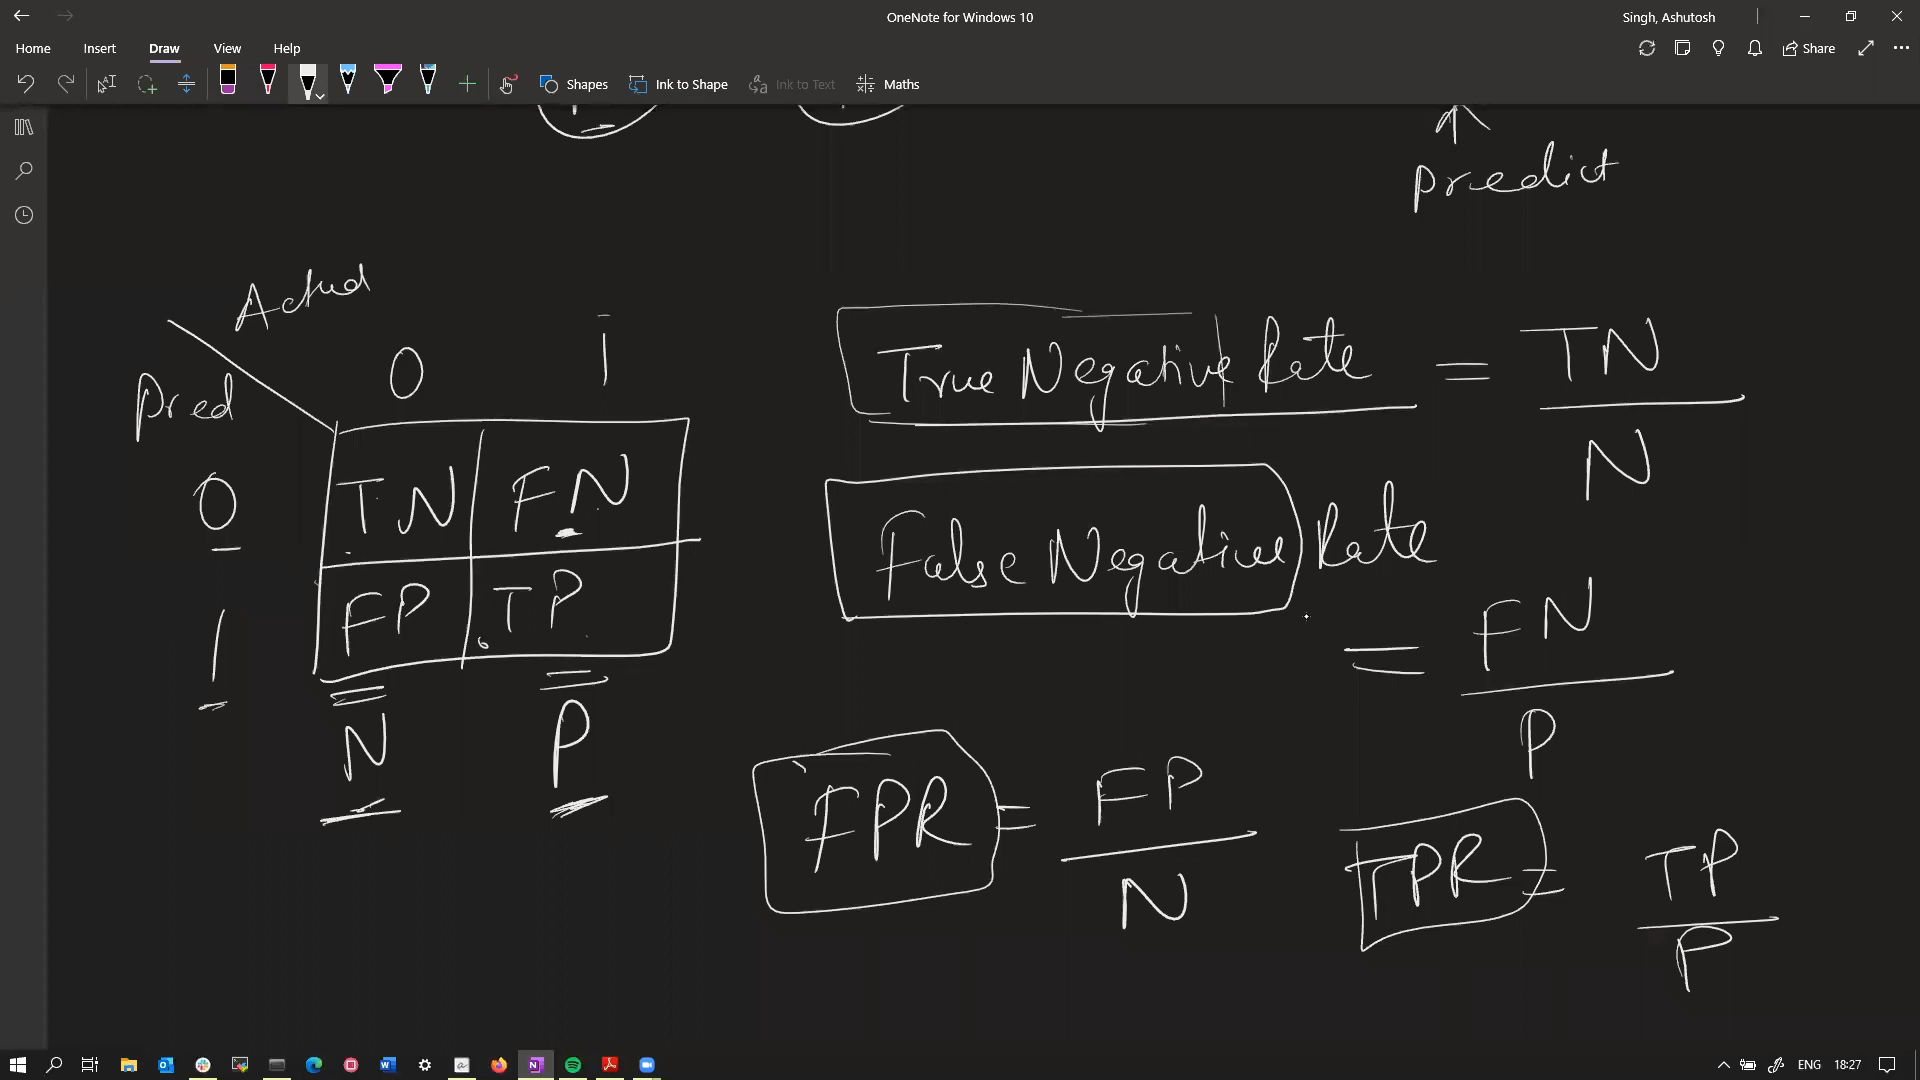 OneNote for Windows 10
Singh, Ashutosh
Home Insert Draw View Help
Share
Shapes
Ink to Shape
Ink to Text
Maths
Predict
Actual
Pred
0 1
0 TN FN
1 FP TP
N P
True Negative Rate = TN
N
False Negative Rate
= FN
P
FPR = FP
N
TPR = TP
P
ENG 18:27